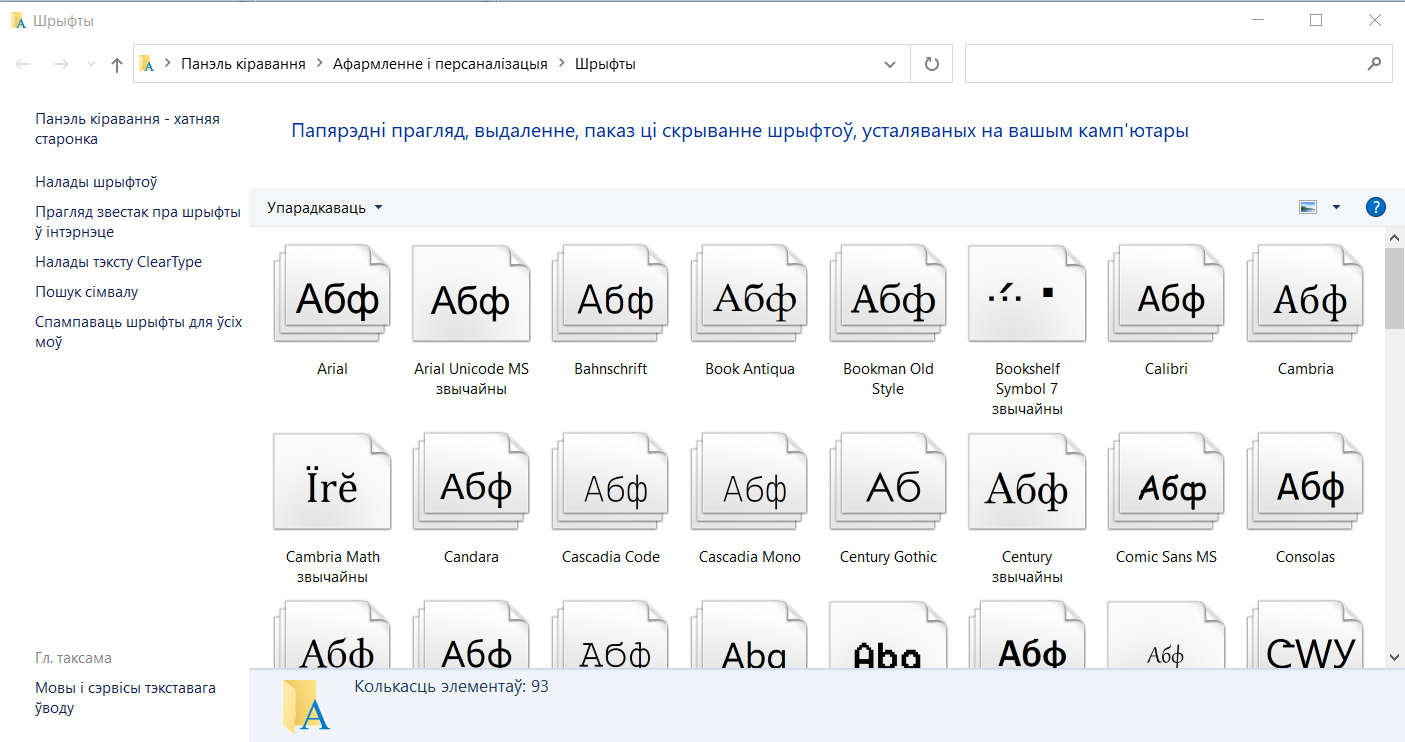 Шрыфты
Панэль кіравання
Афармленне і персаналізацыя
Шрыфты
Панэль кіравання - хатняя
старонка
Налады шрыфтоў
Прагляд звестак пра шрыфты
ў інтэрнэце
Налады тэксту ClearType
Пошук сімвалу
Спампаваць шрыфты для ўсіх
моў
Гл. таксама
Мовы і сэрвісы тэкставага
ўводу
Папярэдні прагляд, выдаленне, паказ ці скрыванне шрыфтоў, усталяваных на вашым камп'ютары
Упарадкаваць
?
Абф
Arial
Абф
Arial Unicode MS
звычайны
Абф
Bahnschrift
Абф
Book Antiqua
Абф
Bookman Old
Style
Bookshelf
Symbol 7
звычайны
Абф
Calibri
Абф
Cambria
Ïrĕ
Cambria Math
звычайны
Абф
Candara
Абф
Cascadia Code
Абф
Cascadia Mono
Аб
Century Gothic
Абф
Century
звычайны
Абф
Comic Sans MS
Абф
Consolas
Абф
Абф
Абф
Abg
Abg
Абф
Абф
Колькасць элементаў: 93